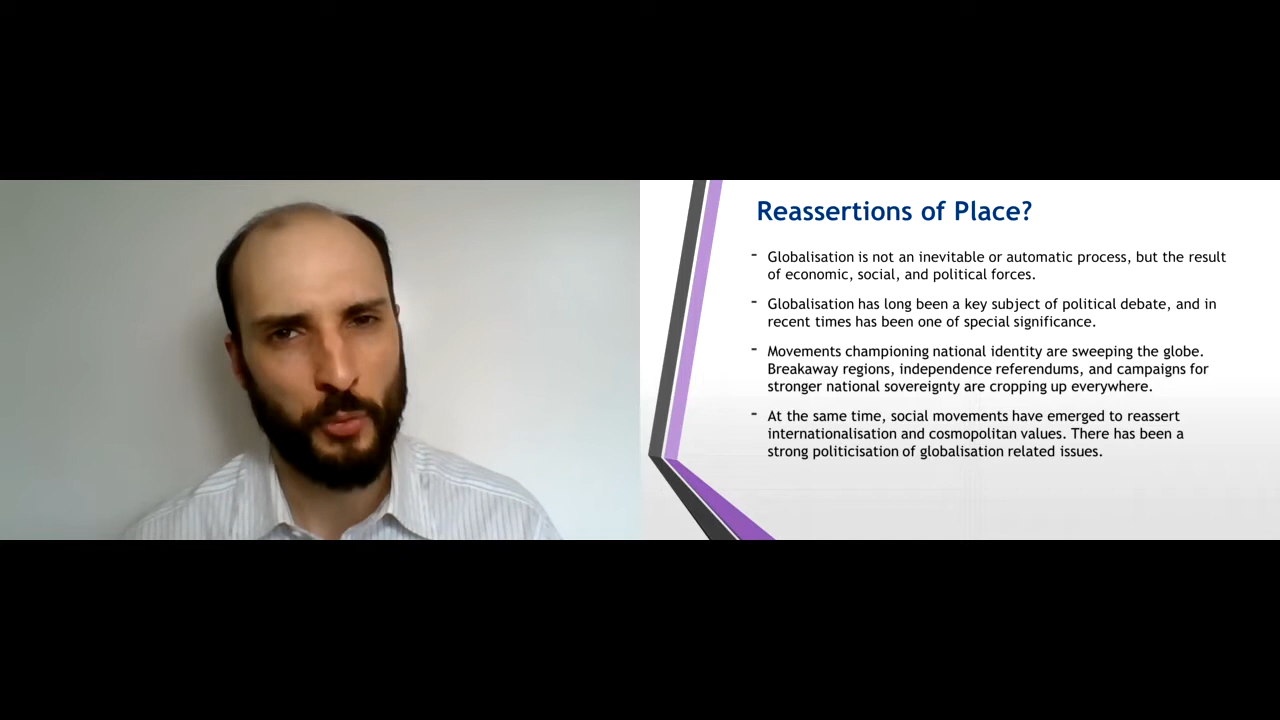 Reassertions of Place?
- Globalisation is not an inevitable or automatic process, but the result
of economic, social, and political forces.
- Globalisation has long been a key subject of political debate, and in
recent times has been one of special significance.
- Movements championing national identity are sweeping the globe.
Breakaway regions, independence referendums, and campaigns for
stronger national sovereignty are cropping up everywhere.
- At the same time, social movements have emerged to reassert
internationalisation and cosmopolitan values. There has been a
strong politicisation of globalisation related issues.